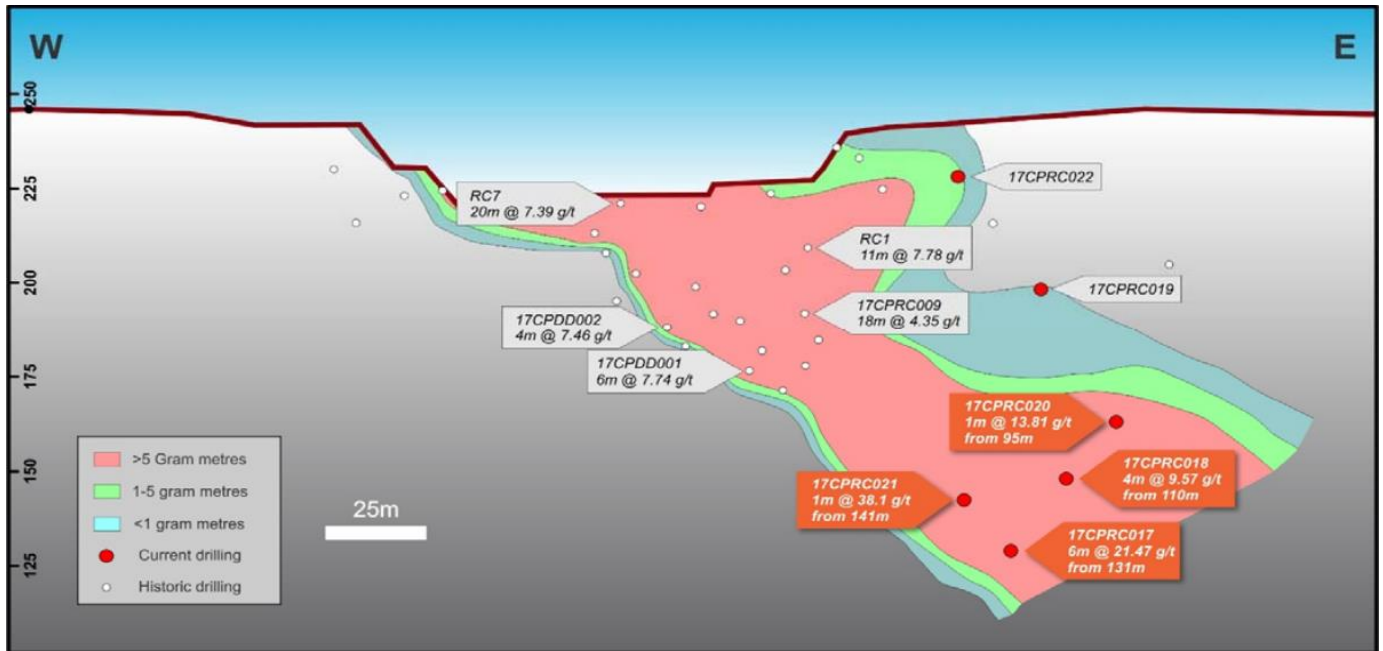 W
E
250
225
200
175
150
125
RC7
20m @ 7.39 g/t
17CPRC022
RC1
11m @ 7.78 g/t
17CPRC019
17CPDD002
4m @ 7.46 g/t
17CPRC009
18m @ 4.35 g/t
17CPDD001
6m @ 7.74 g/t
17CPRC020
1m @ 13.81 g/t
from 95m
17CPRC018
4m @ 9.57 g/t
from 110m
17CPRC021
1m @ 38.1 g/t
from 141m
17CPRC017
6m @ 21.47 g/t
from 131m
>5 Gram metres
1-5 gram metres
<1 gram metres
Current drilling
Historic drilling
25m